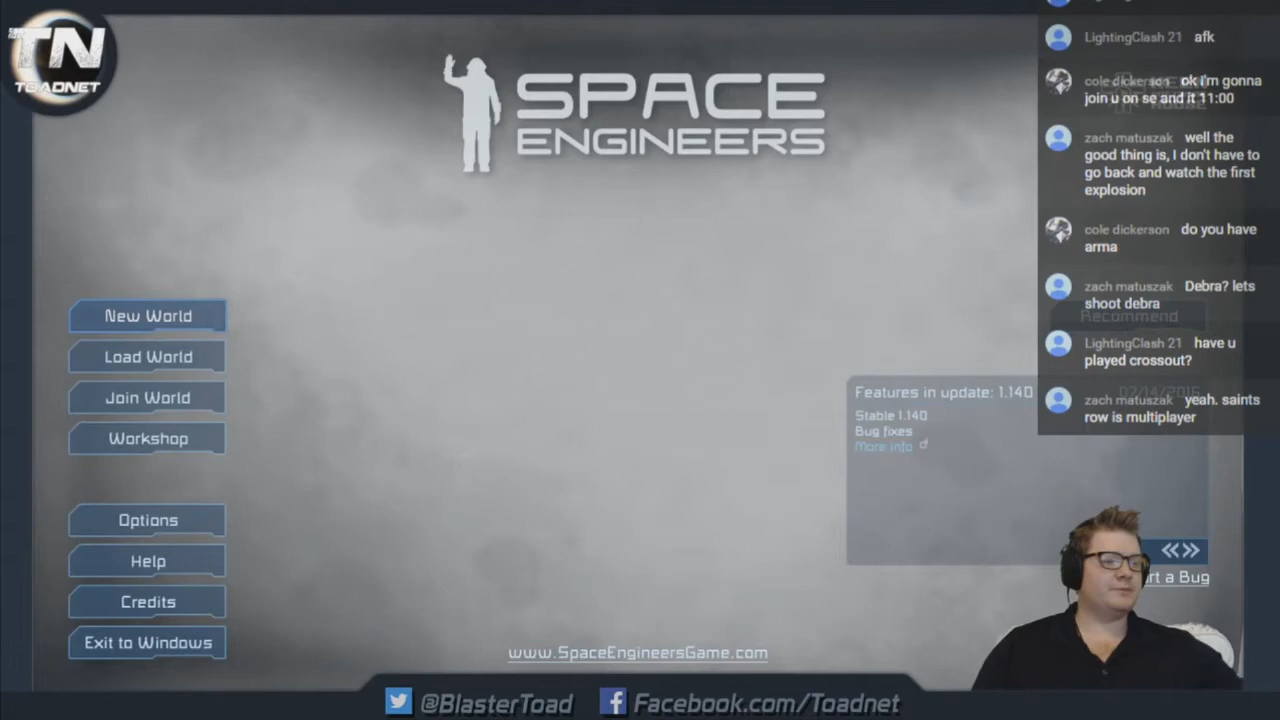 TN
TOADNET
SPACE
ENGINEERS
New World
Load World
Join World
Workshop
Options
Help
Credits
Exit to Windows
LightingClash 21 afk
cole dickerson ok I'm gonna
join u on se and it 11:00
zach matuszak well the
good thing is, I don't have to
go back and watch the first
explosion
cole dickerson do you have
arma
zach matuszak Debra? lets
shoot debra
Recommend
LightingClash 21 have u
played crossout?
zach matuszak yeah. saints
row is multiplayer
Features in update: 1.140
Stable 1.140
Bug fixes
More info
rt a Bug
www.SpaceEngineersGame.com
@BlasterToad
Facebook.com/Toadnet